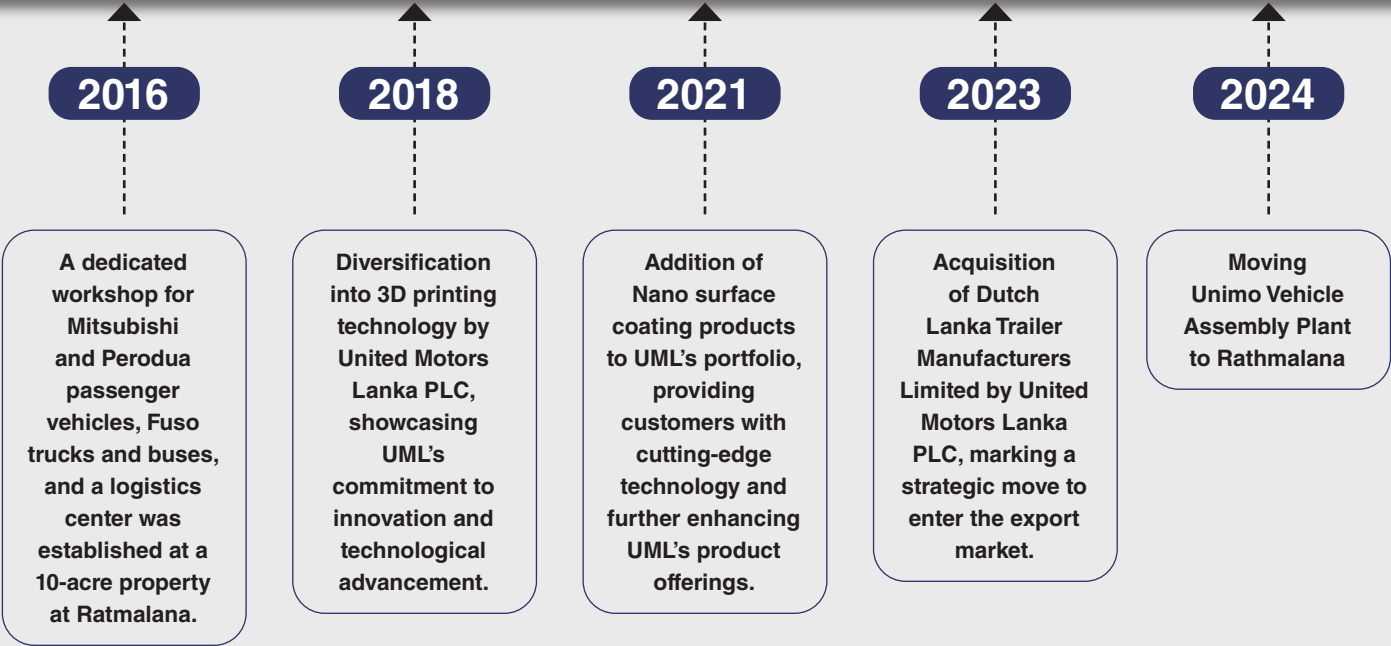 2016
2018
2021
2023
2024
A dedicated
workshop for
Mitsubishi
and Perodua
passenger
vehicles, Fuso
trucks and buses,
and a logistics
center was
established at a
10-acre property
at Ratmalana.
Diversification
into 3D printing
technology by
United Motors
Lanka PLC,
showcasing
UML’s
commitment to
innovation and
technological
advancement.
Addition of
Nano surface
coating products
to UML’s portfolio,
providing
customers with
cutting-edge
technology and
further enhancing
UML’s product
offerings.
Acquisition
of Dutch
Lanka Trailer
Manufacturers
Limited by United
Motors Lanka
PLC, marking a
strategic move to
enter the export
market.
Moving
Unimo Vehicle
Assembly Plant
to Rathmalana